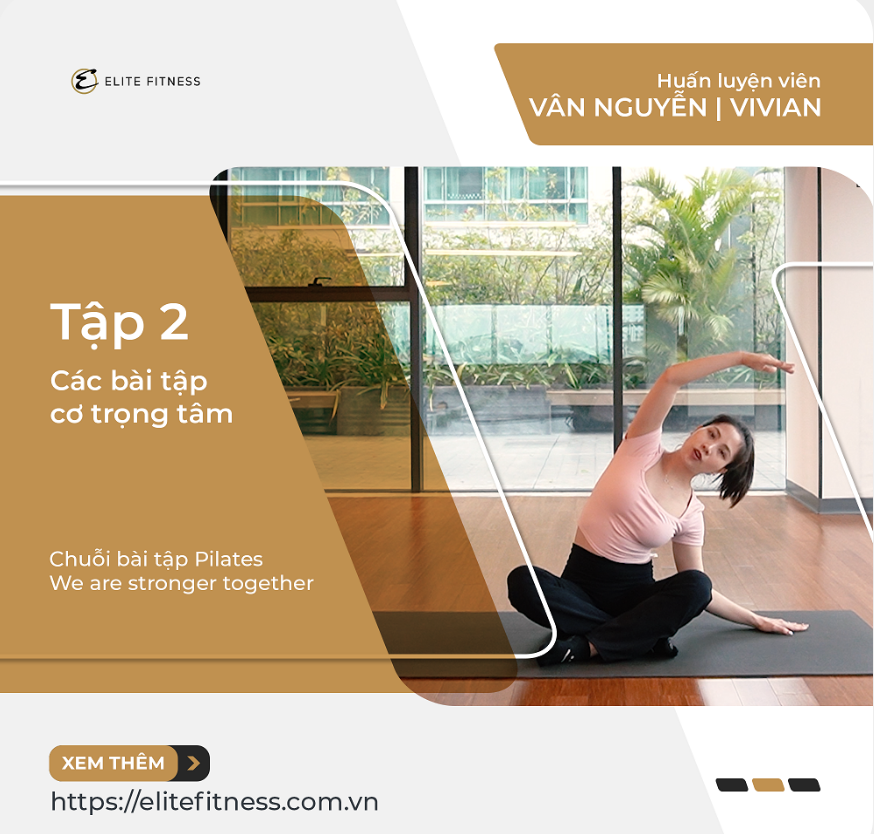 ELITE FITNESS
Huấn luyện viên
VÂN NGUYỄN | VIVIAN
Tập 2
Các bài tập
cơ trọng tâm
Chuỗi bài tập Pilates
We are stronger together
XEM THÊM
https://elitefitness.com.vn